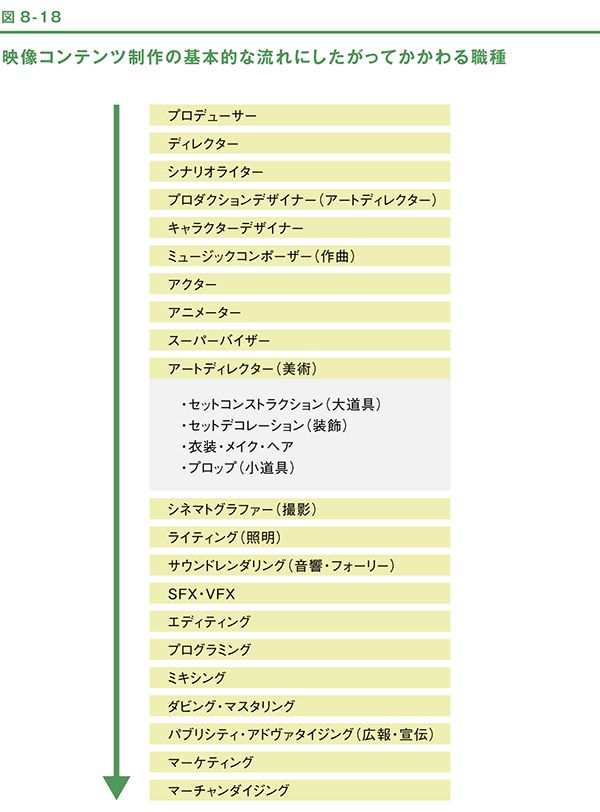 図8-18
映像コンテンツ制作の基本的な流れにしたがってかかわる職種
プロデューサー
ディレクター
シナリオライター
プロダクションデザイナー（アートディレクター）
キャラクターデザイナー
ミュージックコンポーザー（作曲）
アクター
アニメーター
スーパーバイザー
アートディレクター（美術）
・セットコンストラクション（大道具）
・セットデコレーション（装飾）
・衣装・メイク・ヘア
・プロップ（小道具）
シネマトグラファー（撮影）
ライティング（照明）
サウンドレンダリング（音響・フォーリー）
SFX・VFX
エディティング
プログラミング
ミキシング
ダビング・マスタリング
パブリシティ・アドヴァタイジング（広報・宣伝）
マーケティング
マーチャンダイジング